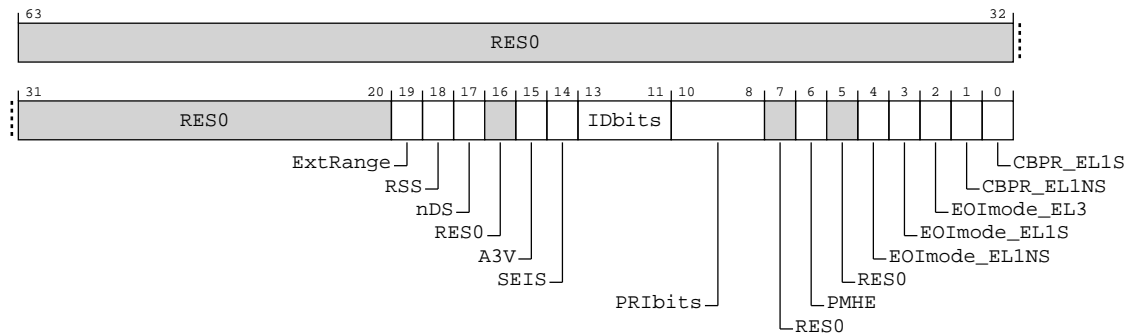 63 32
RES0
31 20 19 18 17 16 15 14 13 11 10 8 7 6 5 4 3 2 1 0
RES0 IDbits
ExtRange CBPR_EL1S
RSS CBPR_EL1NS
nDS EOImode_EL3
RES0 EOImode_EL1S
A3V EOImode_EL1NS
SEIS RES0
PRIbits PMHE
RES0